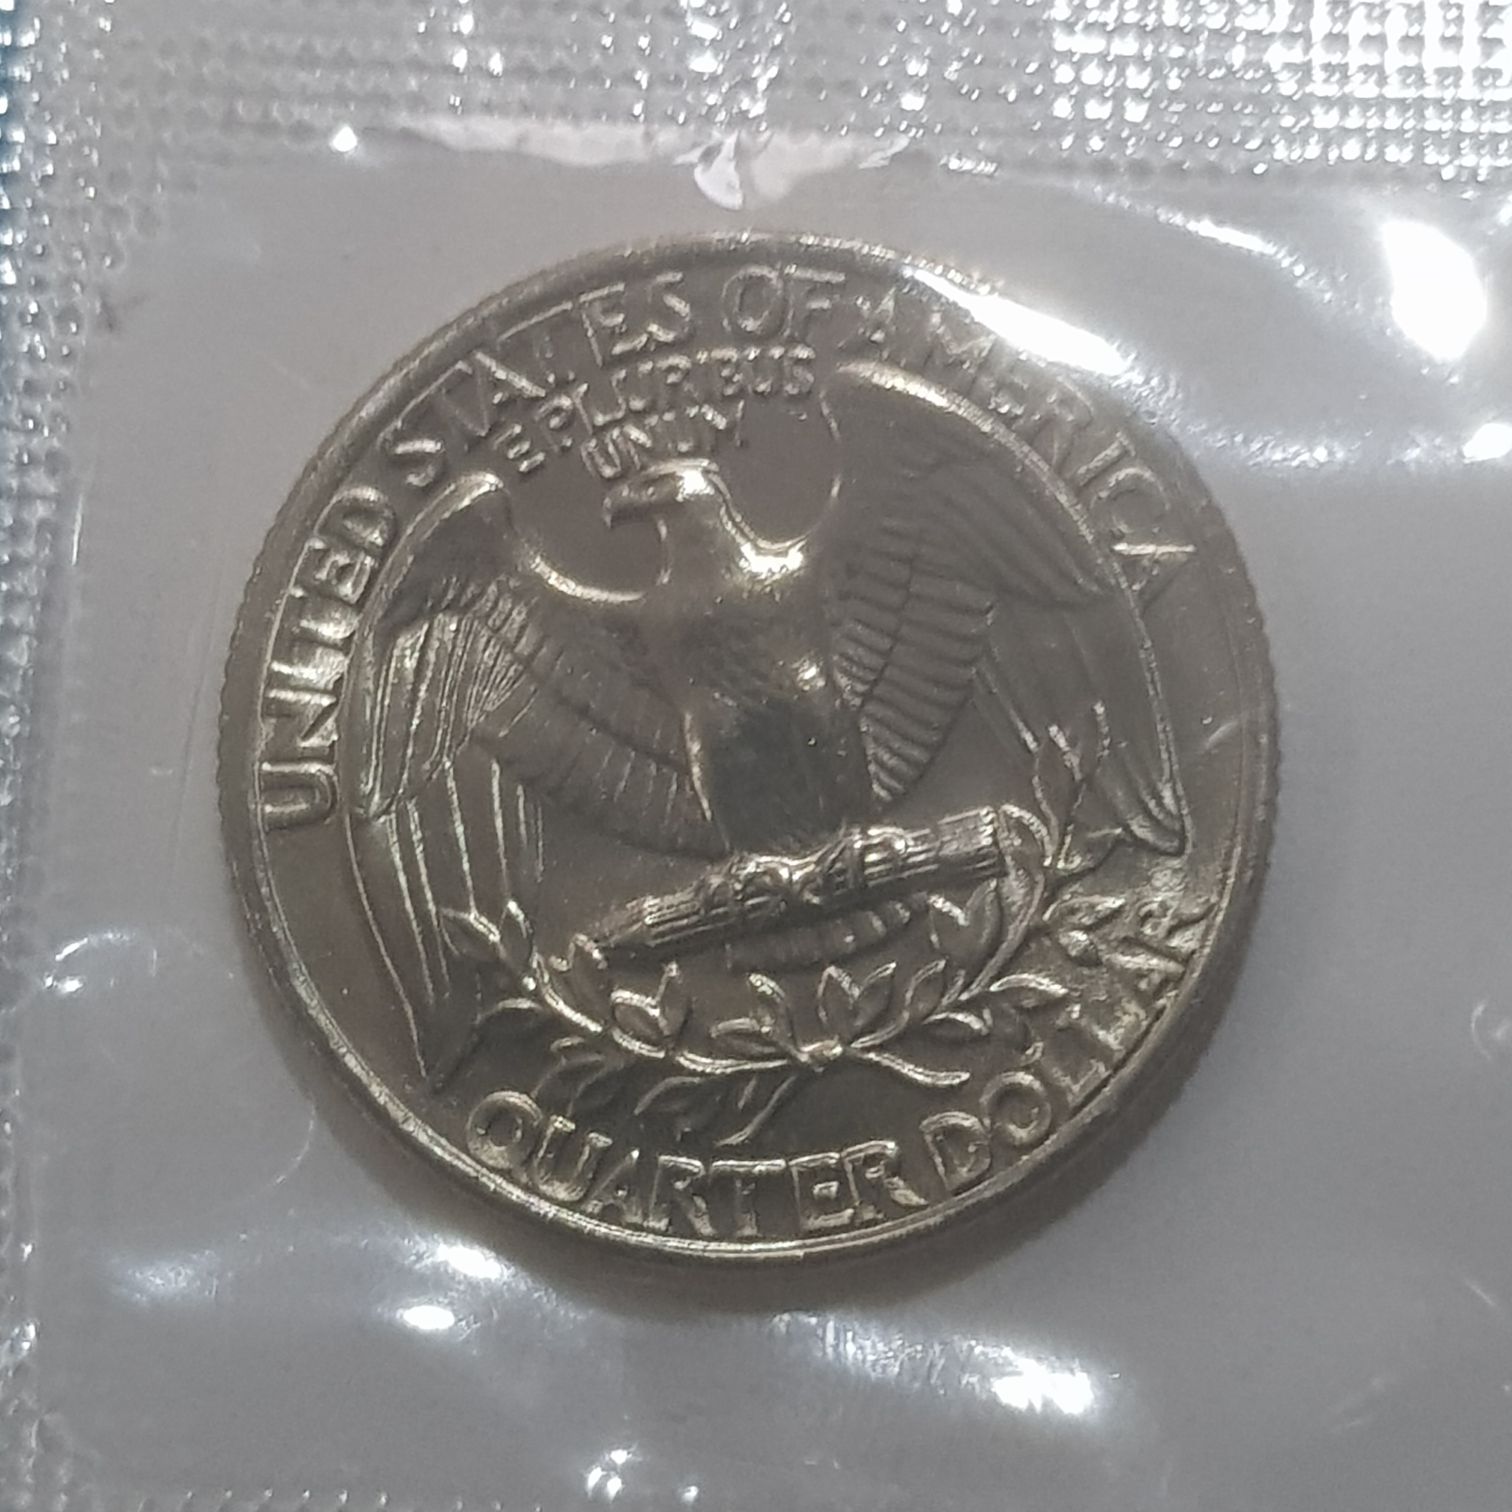 UNITED STATES OF AMERICA
E PLURIBUS
UNUM
QUARTER DOLLAR